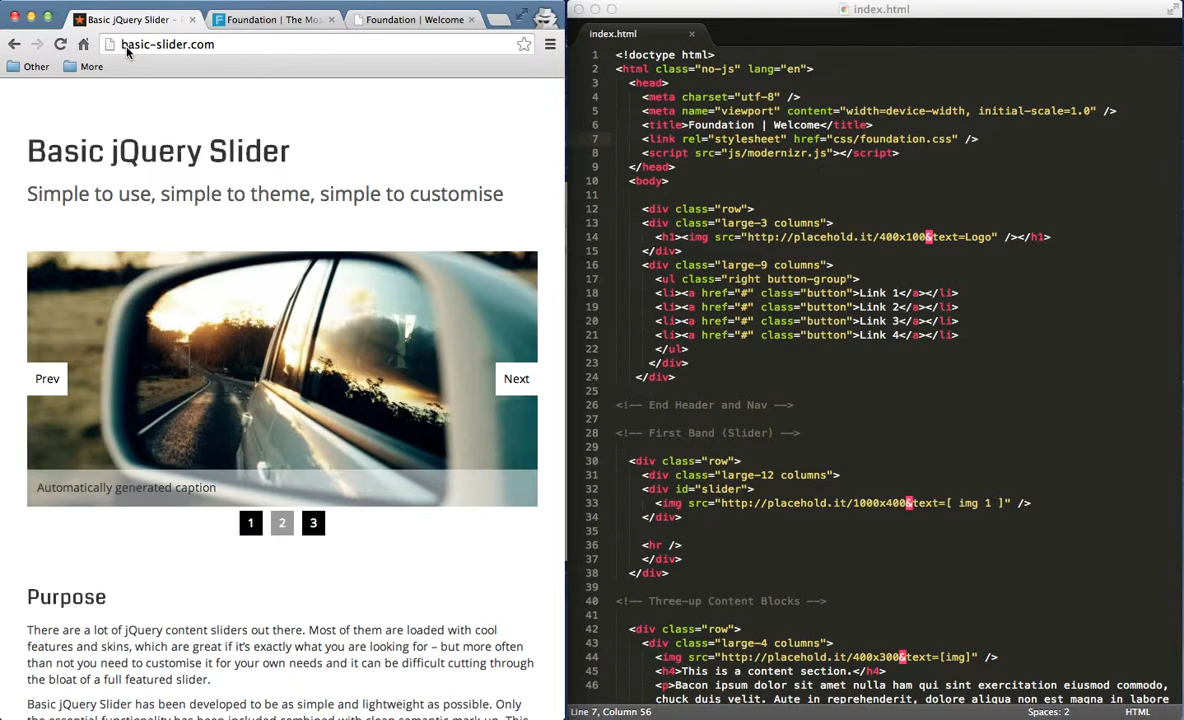 Basic jQuery Slider –
Foundation | The Mo
Foundation | Welcome
basic-slider.com
Other
More
Basic jQuery Slider
Simple to use, simple to theme, simple to customise
Prev
Next
Automatically generated caption
1 2 3
Purpose
There are a lot of jQuery content sliders out there. Most of them are loaded with cool
features and skins, which are great if it's exactly what you are looking for – but more often
than not you need to customise it for your own needs and it can be difficult cutting through
the bloat of a full featured slider.
Basic jQuery Slider has been developed to be as simple and lightweight as possible. Only
the essential functionality has been included combined with clean semantic mark-up. This
index.html
index.html
1 <!doctype html>
2 <html class="no-js" lang="en">
3 <head>
4 <meta charset="utf-8" />
5 <meta name="viewport" content="width=device-width, initial-scale=1.0" />
6 <title>Foundation | Welcome</title>
7 <link rel="stylesheet" href="css/foundation.css" />
8 <script src="js/modernizr.js"></script>
9 </head>
10 <body>
11
12 <div class="row">
13 <div class="large-3 columns">
14 <h1><img src="http://placehold.it/400x100&text=Logo" /></h1>
15 </div>
16 <div class="large-9 columns">
17 <ul class="right button-group">
18 <li><a href="#" class="button">Link 1</a></li>
19 <li><a href="#" class="button">Link 2</a></li>
20 <li><a href="#" class="button">Link 3</a></li>
21 <li><a href="#" class="button">Link 4</a></li>
22 </ul>
23 </div>
24 </div>
25
26 <!-- End Header and Nav -->
27
28 <!-- First Band (Slider) -->
29
30 <div class="row">
31 <div class="large-12 columns">
32 <div id="slider">
33 <img src="http://placehold.it/1000x400&text=[ img 1 ]" />
34 </div>
35
36 <hr />
37 </div>
38 </div>
39
40 <!-- Three-up Content Blocks -->
41
42 <div class="row">
43 <div class="large-4 columns">
44 <img src="http://placehold.it/400x300&text=[img]" />
45 <h4>This is a content section.</h4>
46 <p>Bacon ipsum dolor sit amet nulla ham qui sint exercitation eiusmod commodo,
chuck duis velit. Aute in reprehenderit, dolore aliqua non est magna in labore
Line 7, Column 56
Spaces: 2
HTML